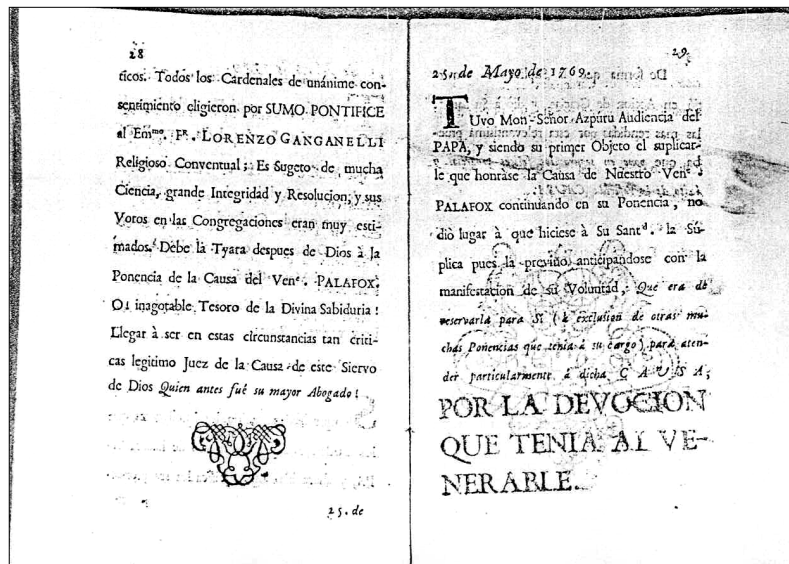 28
ticos. Todos los Cardenales de unánime con-
sentimiento eligieron por SUMO PONTIFICE
al Em.mo. FR. LORENZO GANGANELLI
Religioso Conventual; Es Sugeto de mucha
Ciencia, grande Integridad y Resolucion, y sus
Votos en las Congregaciones eran muy esti-
mados. Debe la Tyara despues de Dios à la
Ponencia de la Causa del Ven.e. PALAFOX.
O! inagotable Tesoro de la Divina Sabiduria!
Llegar à ser en estas circunstancias tan criti-
cas legitimo Juez de la Causa de este Siervo
de Dios Quien antes fué su mayor Abogado!
25. de
29
25. de Mayo de 1769.
TUvo Mon-Señor Azpúru Audiencia del
PAPA, y siendo su primer Objeto el suplicar-
le que honrase la Causa de Nuestro Ven.e
PALAFOX continuando en su Ponencia, no
diò lugar à que hiciese à Su Sant.d. la Sú-
plica pues la previno anticipandose con la
manifestacion de su Voluntad, Que era de
reservarla para Sí (à exclusion de otras mu-
chas Ponencias que tenia à su cargo) para aten-
der particularmente à dicha CAUSA;
POR LA DEVOCION
QUE TENIA AL VE-
NERABLE.